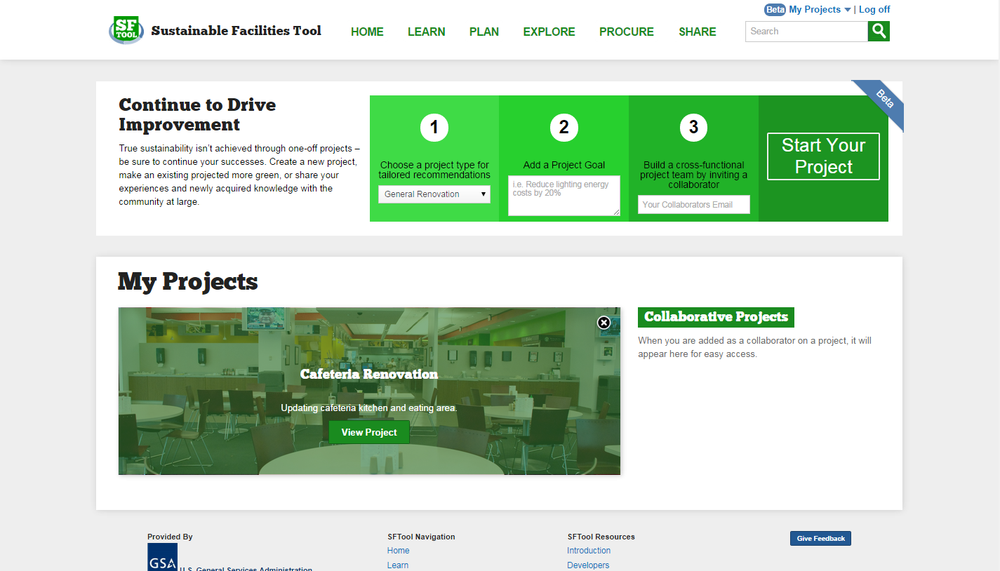 Beta My Projects | Log off
SF
TOOL
Sustainable Facilities Tool
HOME LEARN PLAN EXPLORE PROCURE SHARE
Search
Continue to Drive
Improvement
True sustainability isn't achieved through one-off projects –
be sure to continue your successes. Create a new project,
make an existing projected more green, or share your
experiences and newly acquired knowledge with the
community at large.
1
Choose a project type for
tailored recommendations
General Renovation
2
Add a Project Goal
i.e. Reduce lighting energy
costs by 20%
3
Build a cross-functional
project team by inviting a
collaborator
Your Collaborators Email
Start Your
Project
Beta
My Projects
Cafeteria Renovation
Updating cafeteria kitchen and eating area.
View Project
Collaborative Projects
When you are added as a collaborator on a project, it will
appear here for easy access.
Provided By
GSA
U.S. General Services Administration
SFTool Navigation
Home
Learn
SFTool Resources
Introduction
Developers
Give Feedback